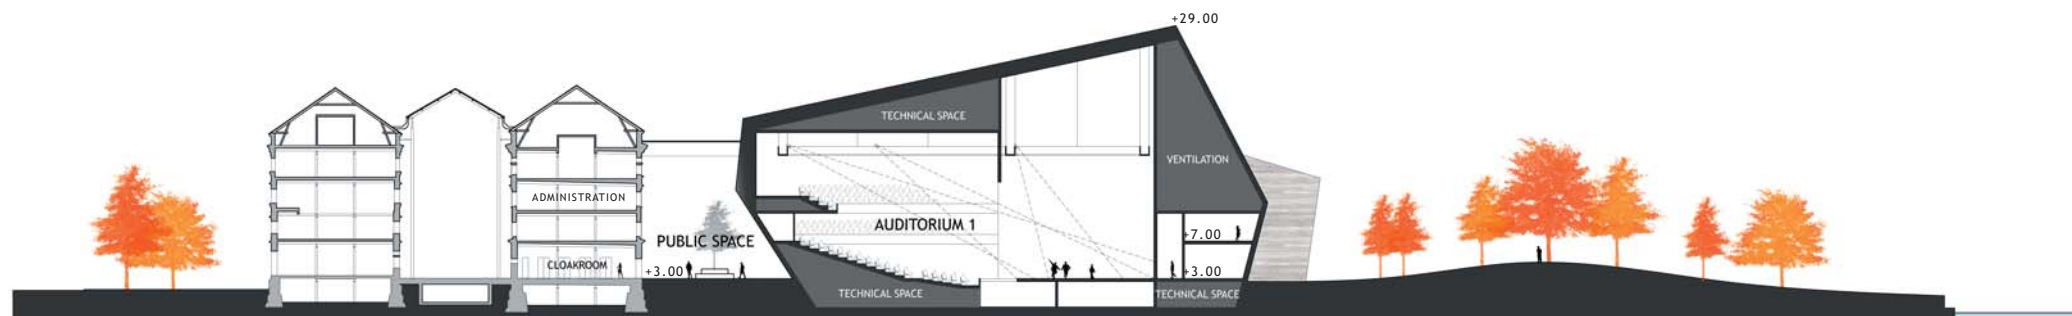 +29.00
TECHNICAL SPACE
VENTILATION
ADMINISTRATION
AUDITORIUM 1
PUBLIC SPACE
+7.00
CLOAKROOM
+3.00
+3.00
TECHNICAL SPACE
TECHNICAL SPACE